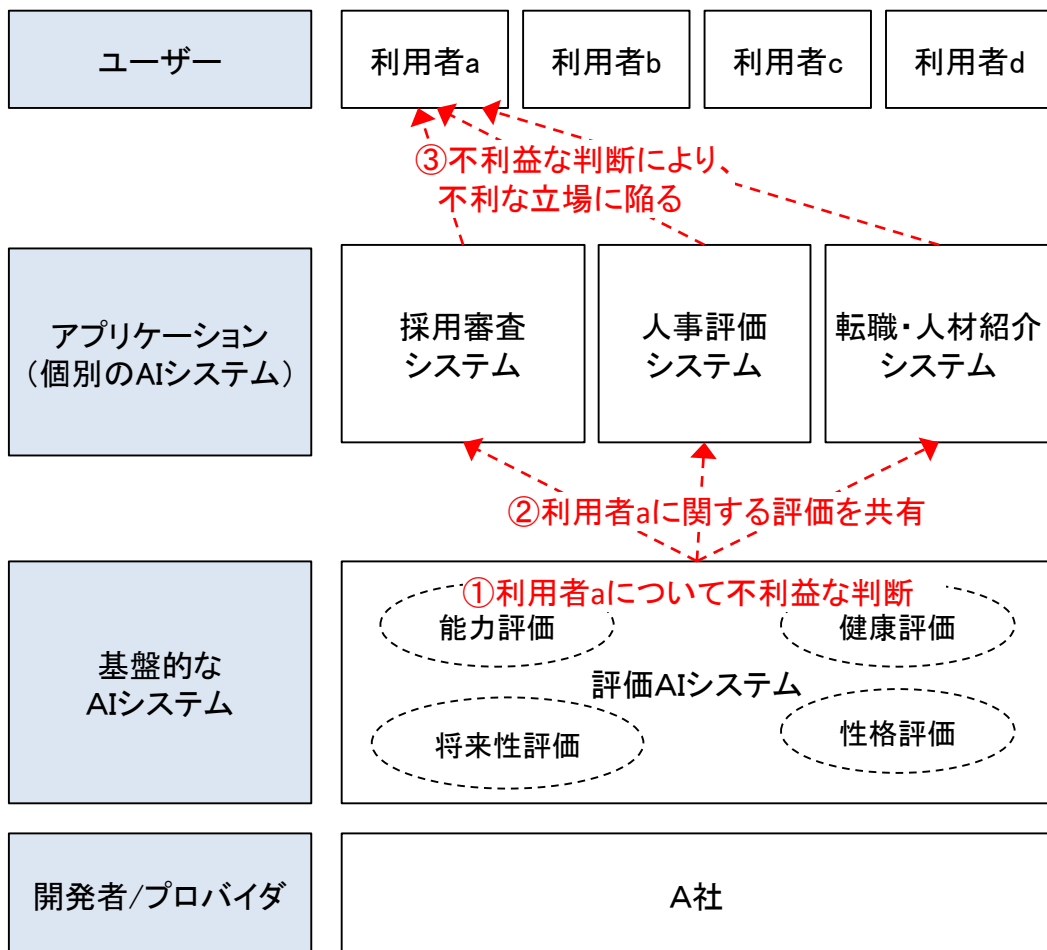 ユーザー
利用者a
利用者b
利用者c
利用者d
③不利益な判断により、
不利な立場に陥る
アプリケーション
（個別のAIシステム）
採用審査
システム
人事評価
システム
転職・人材紹介
システム
②利用者aに関する評価を共有
基盤的な
AIシステム
①利用者aについて不利益な判断
能力評価
健康評価
評価AIシステム
将来性評価
性格評価
開発者/プロバイダ
A社